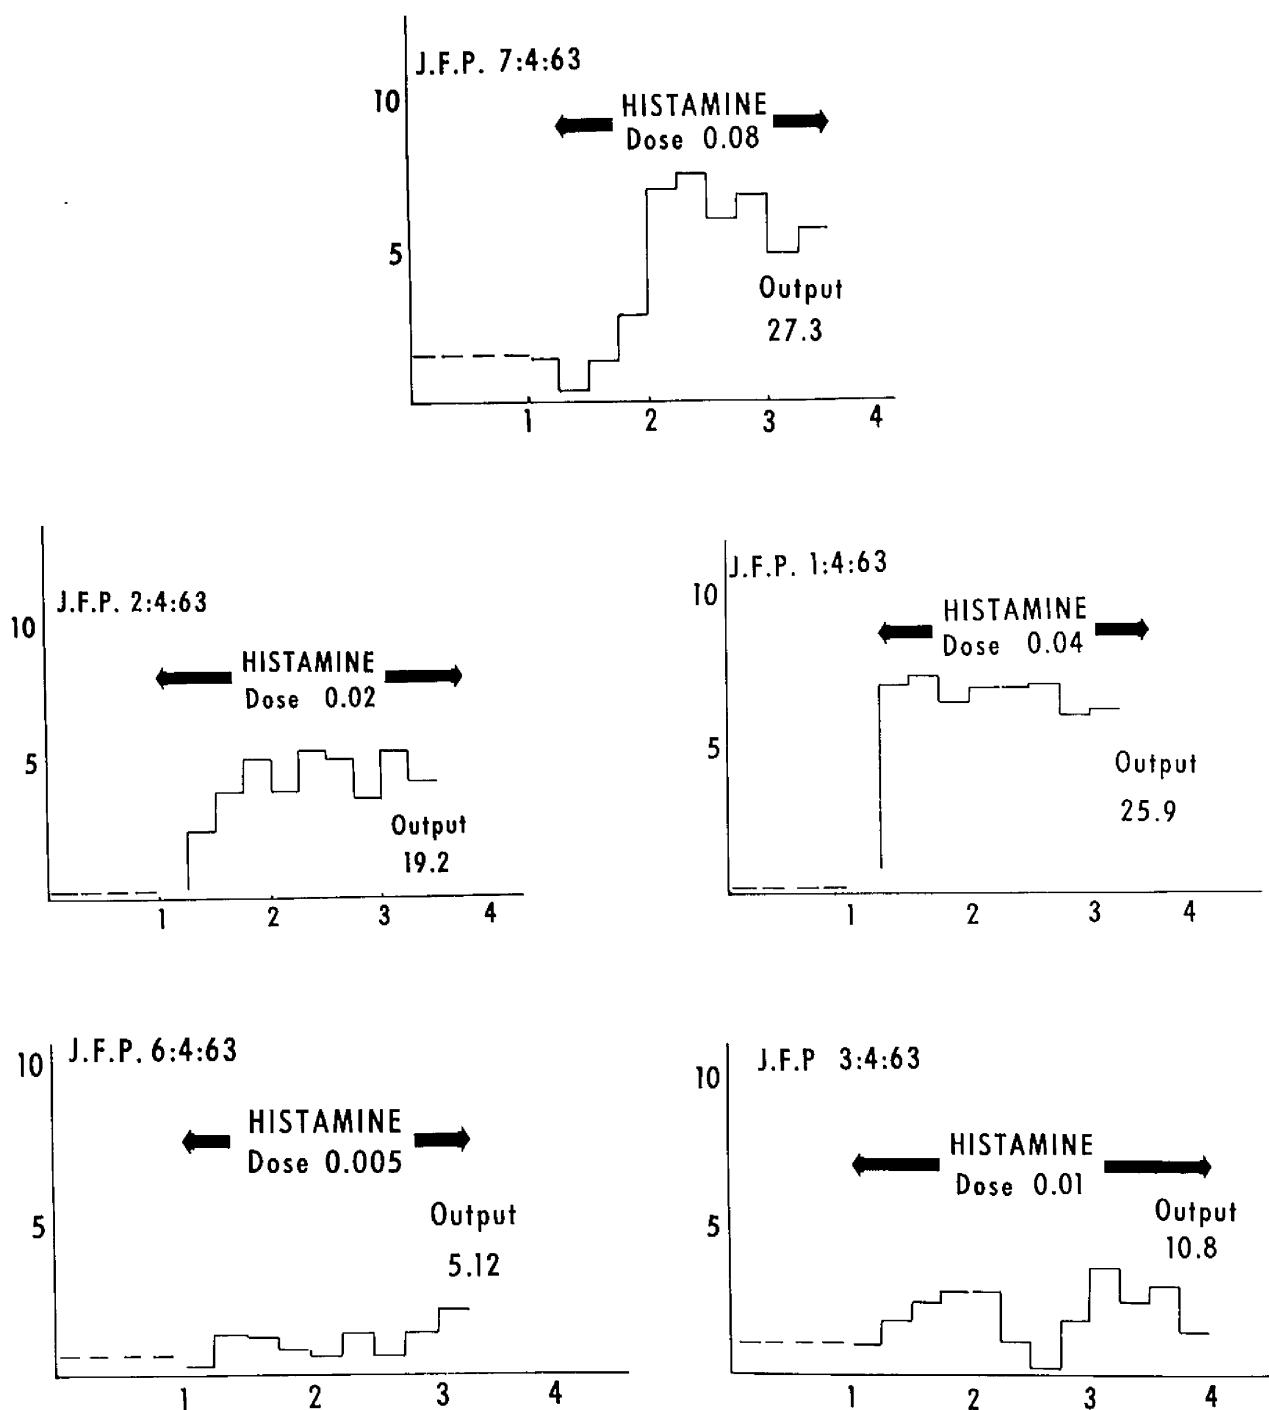 J.F.P. 7:4:63
10
HISTAMINE
Dose 0.08
5
Output
27.3
1 2 3 4
J.F.P. 2:4:63
10
HISTAMINE
Dose 0.02
5
Output
19.2
1 2 3 4
J.F.P. 1:4:63
10
HISTAMINE
Dose 0.04
5
Output
25.9
1 2 3 4
J.F.P. 6:4:63
10
HISTAMINE
Dose 0.005
5
Output
5.12
1 2 3 4
J.F.P 3:4:63
10
HISTAMINE
Dose 0.01
5
Output
10.8
1 2 3 4